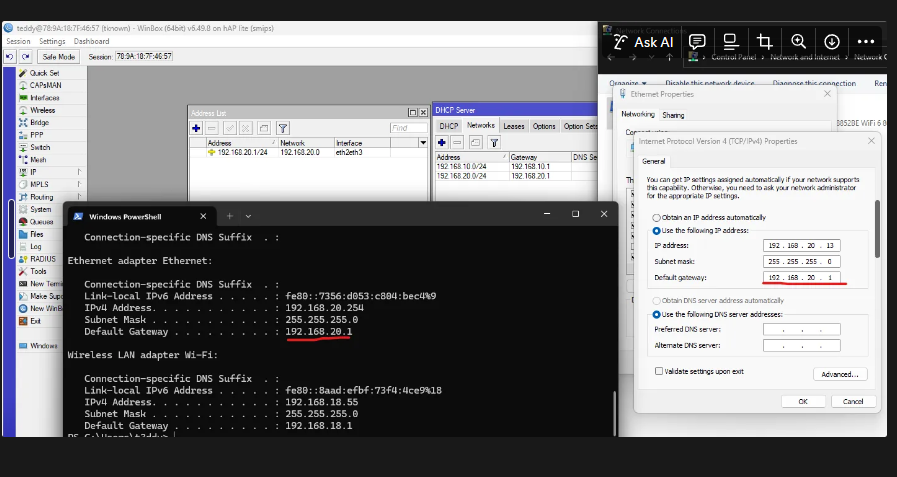 teddy@78:9A:18:7F:46:57 (tiknown) - WinBox (64bit) v6.49.8 on hAP lite (smips)
Session Settings Dashboard
Safe Mode Session: 78:9A:18:7F:46:57
Quick Set
CAPsMAN
Interfaces
Wireless
Bridge
PPP
Switch
Mesh
IP
MPLS
Routing
System
Queues
Files
Log
RADIUS
Tools
New Termi
Make Supo
New WinBo
Exit
Windows
Address List
Find
Address Network Interface
192.168.20.1/24 192.168.20.0 eth2eth3
DHCP Server
DHCP Networks Leases Options Option Sets
Address Gateway DNS Se
192.168.10.0/24 192.168.10.1
192.168.20.0/24 192.168.20.1
Network Connections
Ask AI
Control Panel Network and Internet Network C
Organize Disable this network device Diagnose this connection Ren
8852BE WiFi 6 8
Windows PowerShell
Connection-specific DNS Suffix . :
Ethernet adapter Ethernet:
Connection-specific DNS Suffix . :
Link-local IPv6 Address . . . . . : fe80::7356:d053:c804:bec4%9
IPv4 Address. . . . . . . . . . . : 192.168.20.254
Subnet Mask . . . . . . . . . . . : 255.255.255.0
Default Gateway . . . . . . . . . : 192.168.20.1
Wireless LAN adapter Wi-Fi:
Connection-specific DNS Suffix . :
Link-local IPv6 Address . . . . . : fe80::8aad:efbf:73f4:4ce9%18
IPv4 Address. . . . . . . . . . . : 192.168.18.55
Subnet Mask . . . . . . . . . . . : 255.255.255.0
Default Gateway . . . . . . . . . : 192.168.18.1
Ethernet Properties
Networking Sharing
Internet Protocol Version 4 (TCP/IPv4) Properties
General
You can get IP settings assigned automatically if your network supports
this capability. Otherwise, you need to ask your network administrator
for the appropriate IP settings.
Obtain an IP address automatically
Use the following IP address:
IP address: 192 . 168 . 20 . 13
Subnet mask: 255 . 255 . 255 . 0
Default gateway: 192 . 168 . 20 . 1
Obtain DNS server address automatically
Use the following DNS server addresses:
Preferred DNS server: . . .
Alternate DNS server: . . .
Validate settings upon exit
Advanced...
OK Cancel